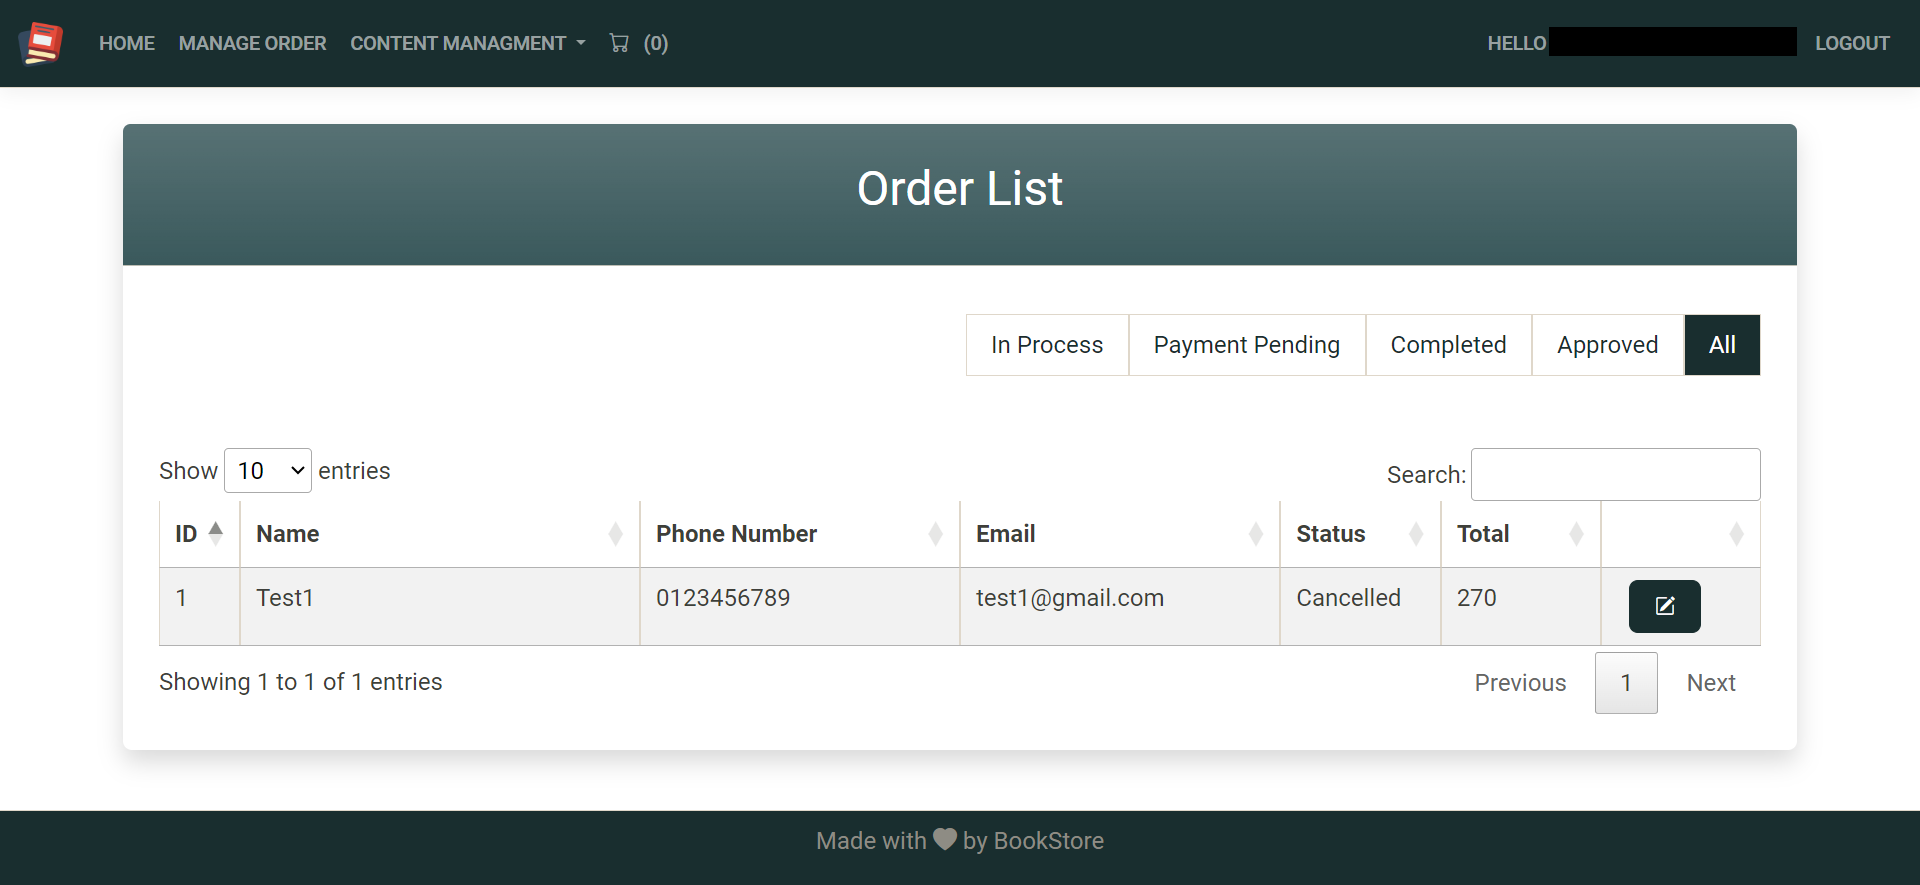 HOME MANAGE ORDER CONTENT MANAGMENT (0) HELLO LOGOUT
Order List
In Process Payment Pending Completed Approved All
Show 10 entries Search:
ID Name Phone Number Email Status Total
1 Test1 0123456789 test1@gmail.com Cancelled 270
Showing 1 to 1 of 1 entries Previous 1 Next
Made with by BookStore